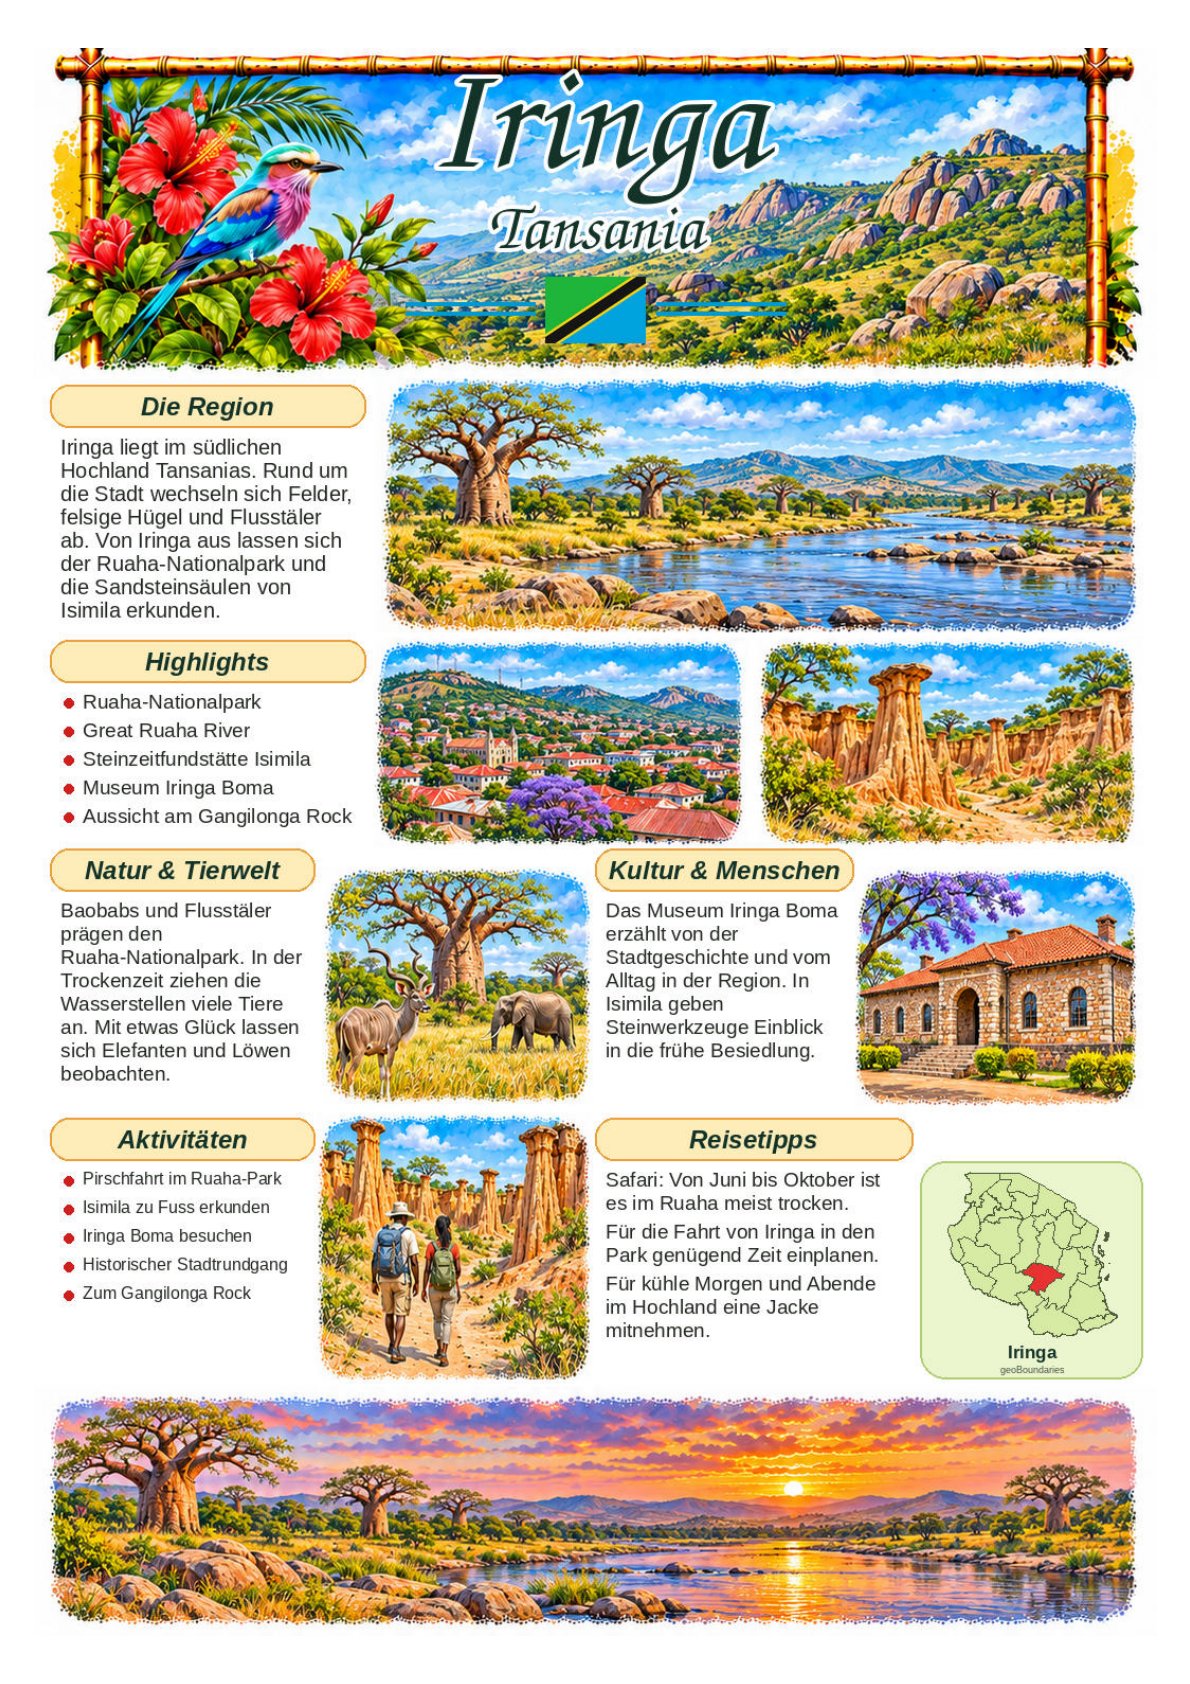 Iringa
Tansania
Die Region
Iringa liegt im südlichen
Hochland Tansanias. Rund um
die Stadt wechseln sich Felder,
felsige Hügel und Flusstäler
ab. Von Iringa aus lassen sich
der Ruaha-Nationalpark und
die Sandsteinsäulen von
Isimila erkunden.
Highlights
Ruaha-Nationalpark
Great Ruaha River
Steinzeitfundstätte Isimila
Museum Iringa Boma
Aussicht am Gangilonga Rock
Natur & Tierwelt
Baobabs und Flusstäler
prägen den
Ruaha-Nationalpark. In der
Trockenzeit ziehen die
Wasserstellen viele Tiere
an. Mit etwas Glück lassen
sich Elefanten und Löwen
beobachten.
Kultur & Menschen
Das Museum Iringa Boma
erzählt von der
Stadtgeschichte und vom
Alltag in der Region. In
Isimila geben
Steinwerkzeuge Einblick
in die frühe Besiedlung.
Aktivitäten
Pirschfahrt im Ruaha-Park
Isimila zu Fuss erkunden
Iringa Boma besuchen
Historischer Stadtrundgang
Zum Gangilonga Rock
Reisetipps
Safari: Von Juni bis Oktober ist
es im Ruaha meist trocken.
Für die Fahrt von Iringa in den
Park genügend Zeit einplanen.
Für kühle Morgen und Abende
im Hochland eine Jacke
mitnehmen.
Iringa
geoBoundaries